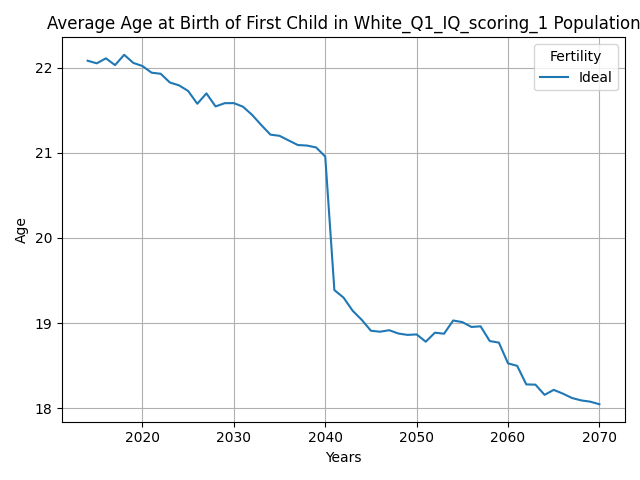 Average Age at Birth of First Child in White_Q1_IQ_scoring_1 Population
Fertility
Ideal
22
21
20
19
18
Age
2020 2030 2040 2050 2060 2070
Years